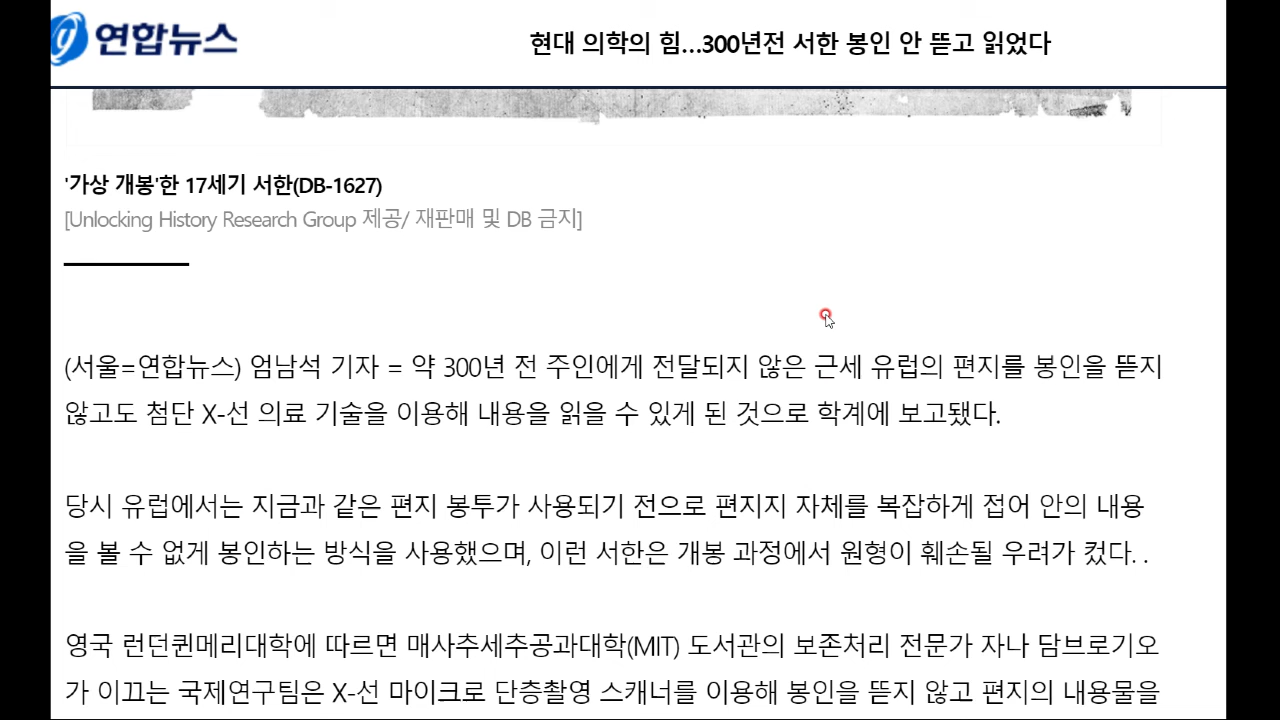 연합뉴스
현대 의학의 힘...300년전 서한 봉인 안 뜯고 읽었다
'가상 개봉'한 17세기 서한(DB-1627)
[Unlocking History Research Group 제공/ 재판매 및 DB 금지]
(서울=연합뉴스) 엄남석 기자 = 약 300년 전 주인에게 전달되지 않은 근세 유럽의 편지를 봉인을 뜯지
않고도 첨단 X-선 의료 기술을 이용해 내용을 읽을 수 있게 된 것으로 학계에 보고됐다.
당시 유럽에서는 지금과 같은 편지 봉투가 사용되기 전으로 편지지 자체를 복잡하게 접어 안의 내용
을 볼 수 없게 봉인하는 방식을 사용했으며, 이런 서한은 개봉 과정에서 원형이 훼손될 우려가 컸다. .
영국 런던퀸메리대학에 따르면 매사추세추공과대학(MIT) 도서관의 보존처리 전문가 자나 담브로기오
가 이끄는 국제연구팀은 X-선 마이크로 단층촬영 스캐너를 이용해 봉인을 뜯지 않고 편지의 내용물을